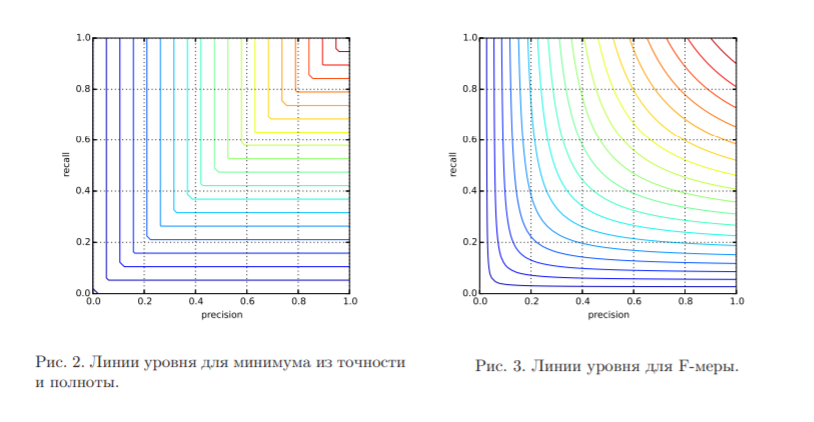 1.0
0.8
0.6
0.4
0.2
0.0
recall
0.0 0.2 0.4 0.6 0.8 1.0
precision
Рис. 2. Линии уровня для минимума из точности
и полноты.
1.0
0.8
0.6
0.4
0.2
0.0
recall
0.0 0.2 0.4 0.6 0.8 1.0
precision
Рис. 3. Линии уровня для F-меры.